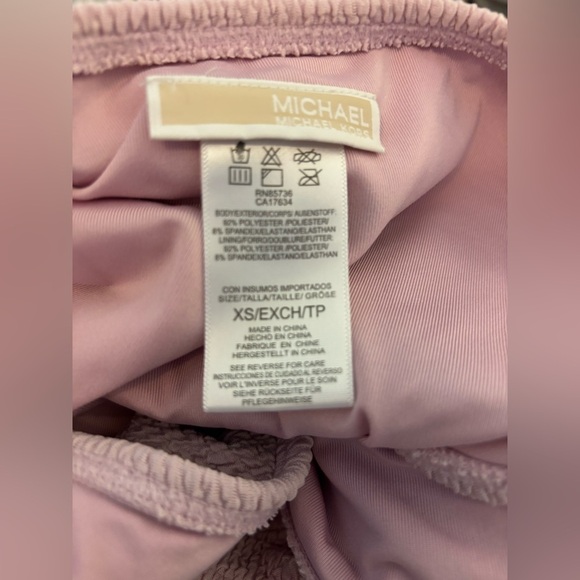 MICHAEL
MICHAEL KORS
RN85736
CA17634
BODY/EXTERIOR/CORPS/ AUSENSTOFF:
92% POLYESTER /POLIESTER/
8% SPANDEX/ELASTANO/ELASTHAN
LINING/FORRO/DOUBLURE/FUTTER:
92% POLYESTER /POLIESTER/
8% SPANDEX/ELASTANO/ELASTHAN
CON INSUMOS IMPORTADOS
SIZE/TALLA/TAILLE/ GRÖßE
XS/EXCH/TP
MADE IN CHINA
HECHO EN CHINA
FABRIQUE EN CHINE
HERGESTELLT IN CHINA
SEE REVERSE FOR CARE
INSTRUCCIONES DE CUIDADO AL REVERSO
VOIR L'INVERSE POUR LE SOIN
SIEHE RÜCKSEITE FÜR
PFLEGEHINWEISE